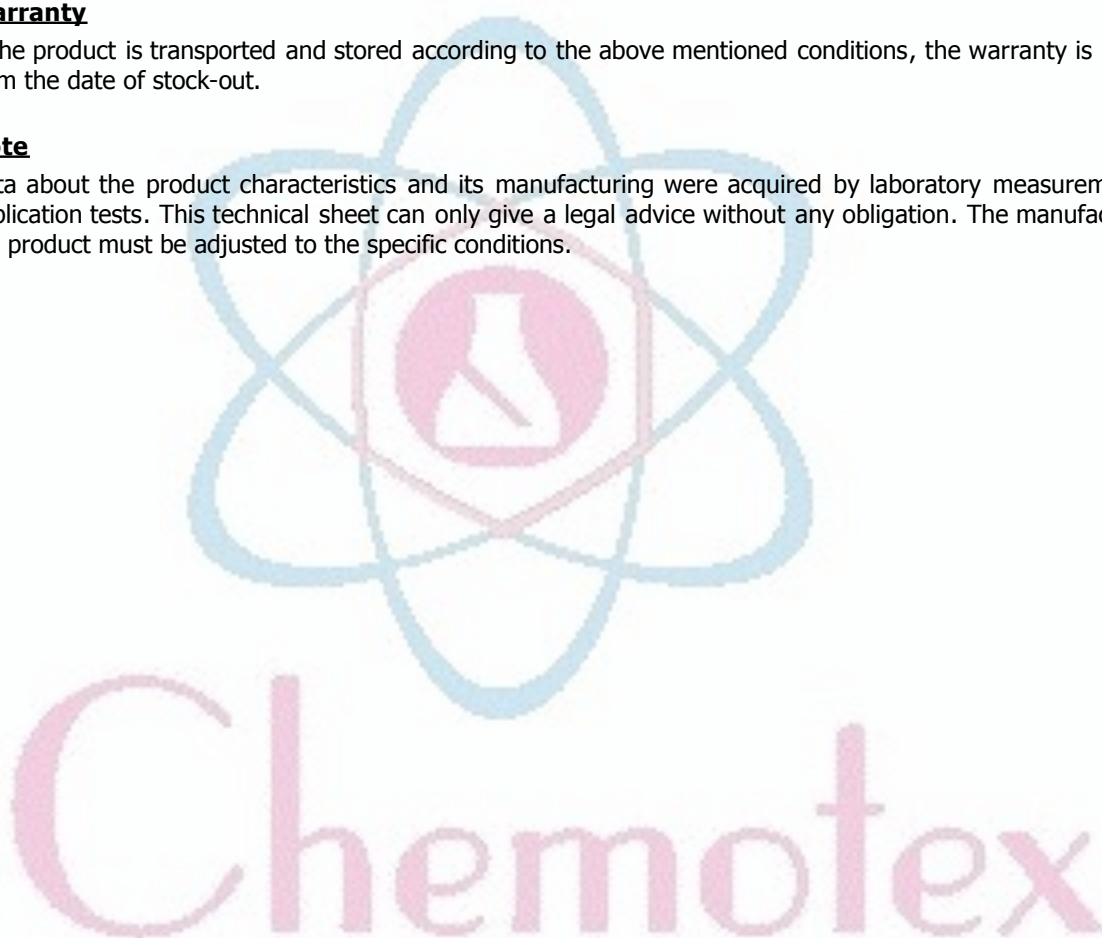 arranty
he product is transported and stored according to the above mentioned conditions, the warranty is
m the date of stock-out.
ote
ta about the product characteristics and its manufacturing were acquired by laboratory measurem
plication tests. This technical sheet can only give a legal advice without any obligation. The manufac
product must be adjusted to the specific conditions.
Chemotex